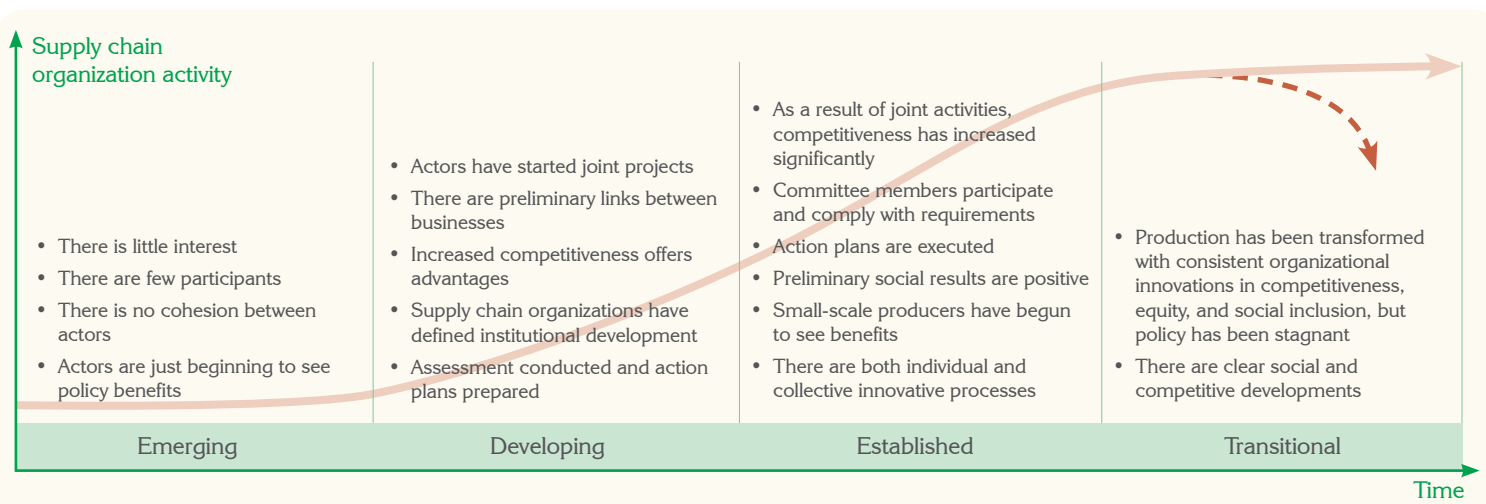 Supply chain
organization activity
• There is little interest
• There are few participants
• There is no cohesion between
actors
• Actors are just beginning to see
policy benefits
• Actors have started joint projects
• There are preliminary links between
businesses
• Increased competitiveness offers
advantages
• Supply chain organizations have
defined institutional development
• Assessment conducted and action
plans prepared
• As a result of joint activities,
competitiveness has increased
significantly
• Committee members participate
and comply with requirements
• Action plans are executed
• Preliminary social results are positive
• Small-scale producers have begun
to see benefits
• There are both individual and
collective innovative processes
• Production has been transformed
with consistent organizational
innovations in competitiveness,
equity, and social inclusion, but
policy has been stagnant
• There are clear social and
competitive developments
Emerging
Developing
Established
Transitional
Time